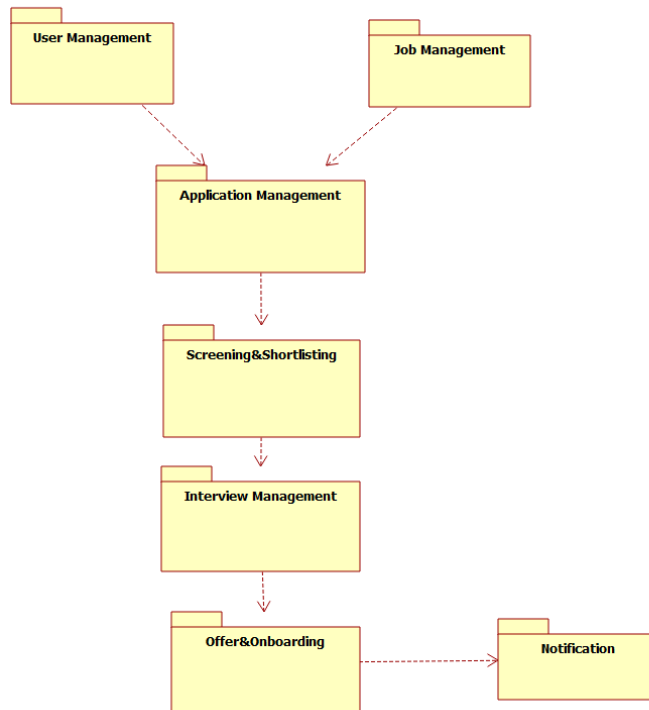 User Management
Job Management
Application Management
Screening&Shortlisting
Interview Management
Offer&Onboarding
Notification